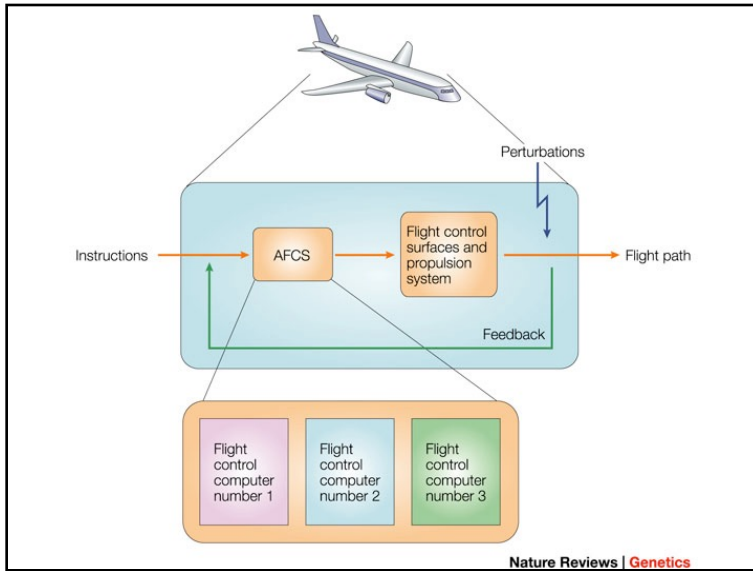 Perturbations
Instructions
AFCS
Flight control
surfaces and
propulsion
system
Flight path
Feedback
Flight
control
computer
number 1
Flight
control
computer
number 2
Flight
control
computer
number 3
Nature Reviews | Genetics